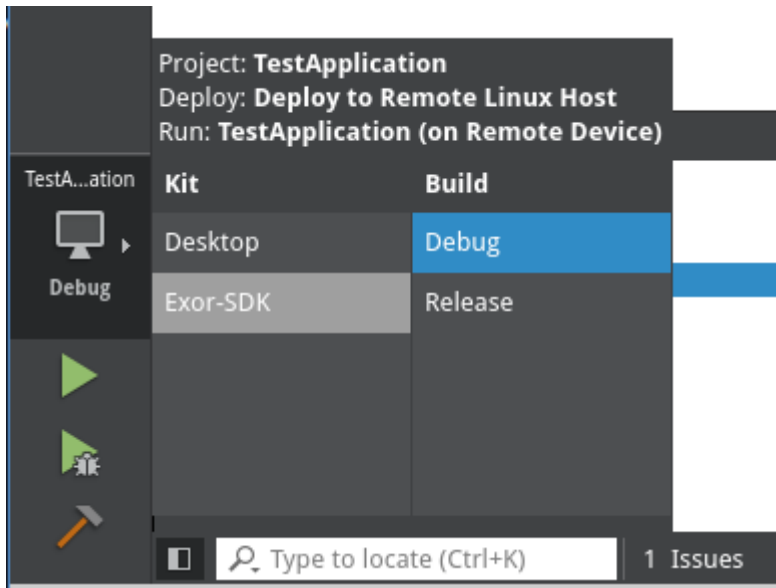 Project: TestApplication
Deploy: Deploy to Remote Linux Host
Run: TestApplication (on Remote Device)
TestA...ation
Kit Build
Desktop Debug
Debug
Exor-SDK Release
Type to locate (Ctrl+K) 1 Issues